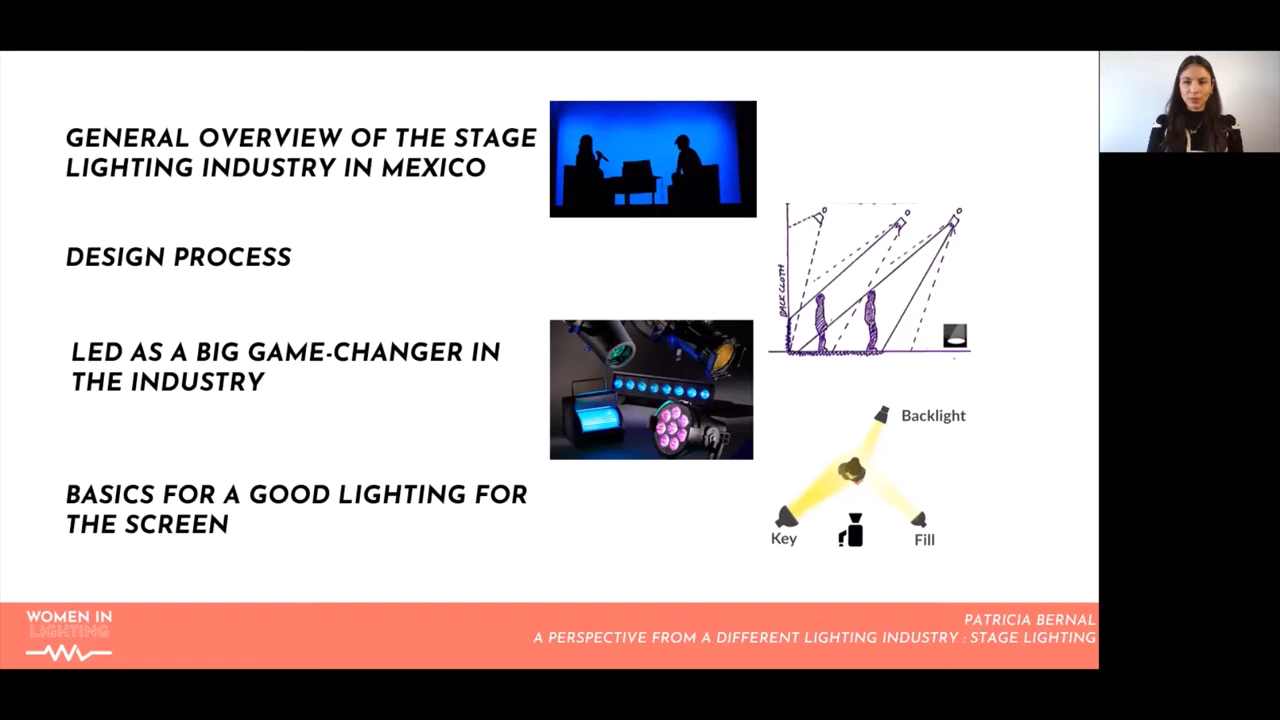 GENERAL OVERVIEW OF THE STAGE
LIGHTING INDUSTRY IN MEXICO
DESIGN PROCESS
BACK CLOTH
LED AS A BIG GAME-CHANGER IN
THE INDUSTRY
Backlight
BASICS FOR A GOOD LIGHTING FOR
THE SCREEN
Key
Fill
WOMEN IN
LIGHTING
PATRICIA BERNAL
A PERSPECTIVE FROM A DIFFERENT LIGHTING INDUSTRY : STAGE LIGHTING